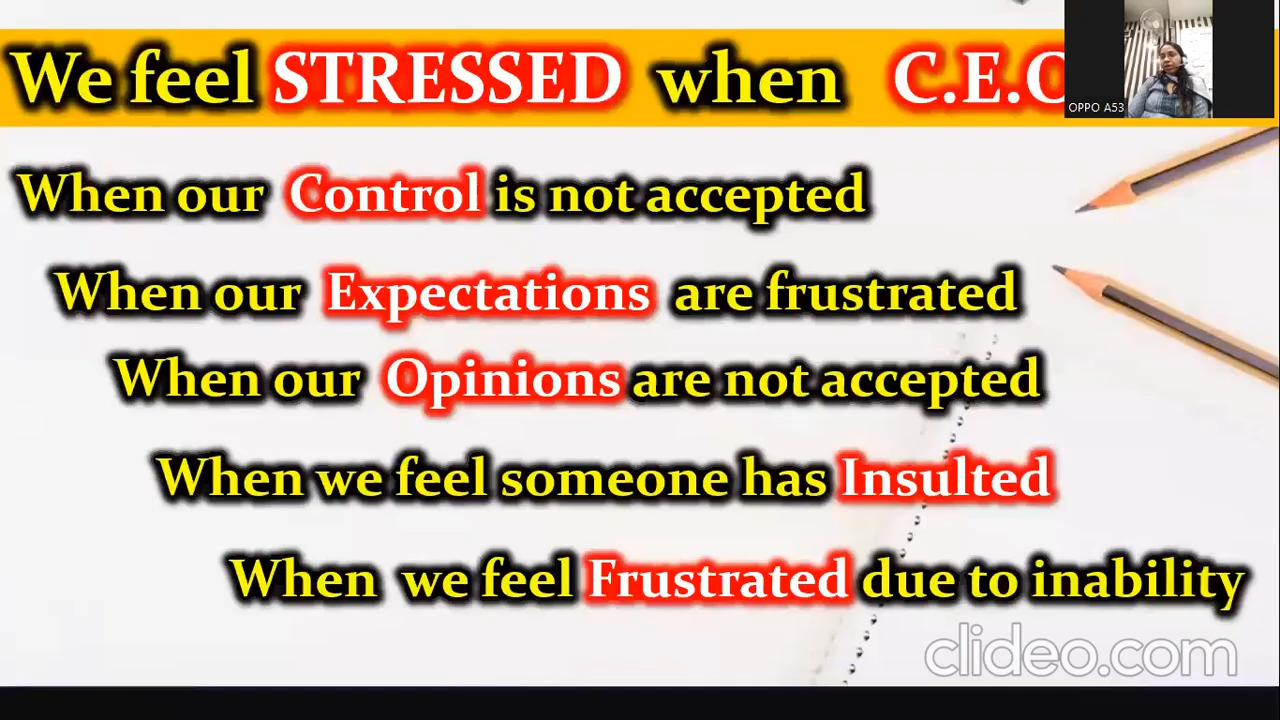 We feel STRESSED when C.E.O
OPPO A53
When our Control is not accepted
When our Expectations are frustrated
When our Opinions are not accepted
When we feel someone has Insulted
When we feel Frustrated due to inability
clideo.com